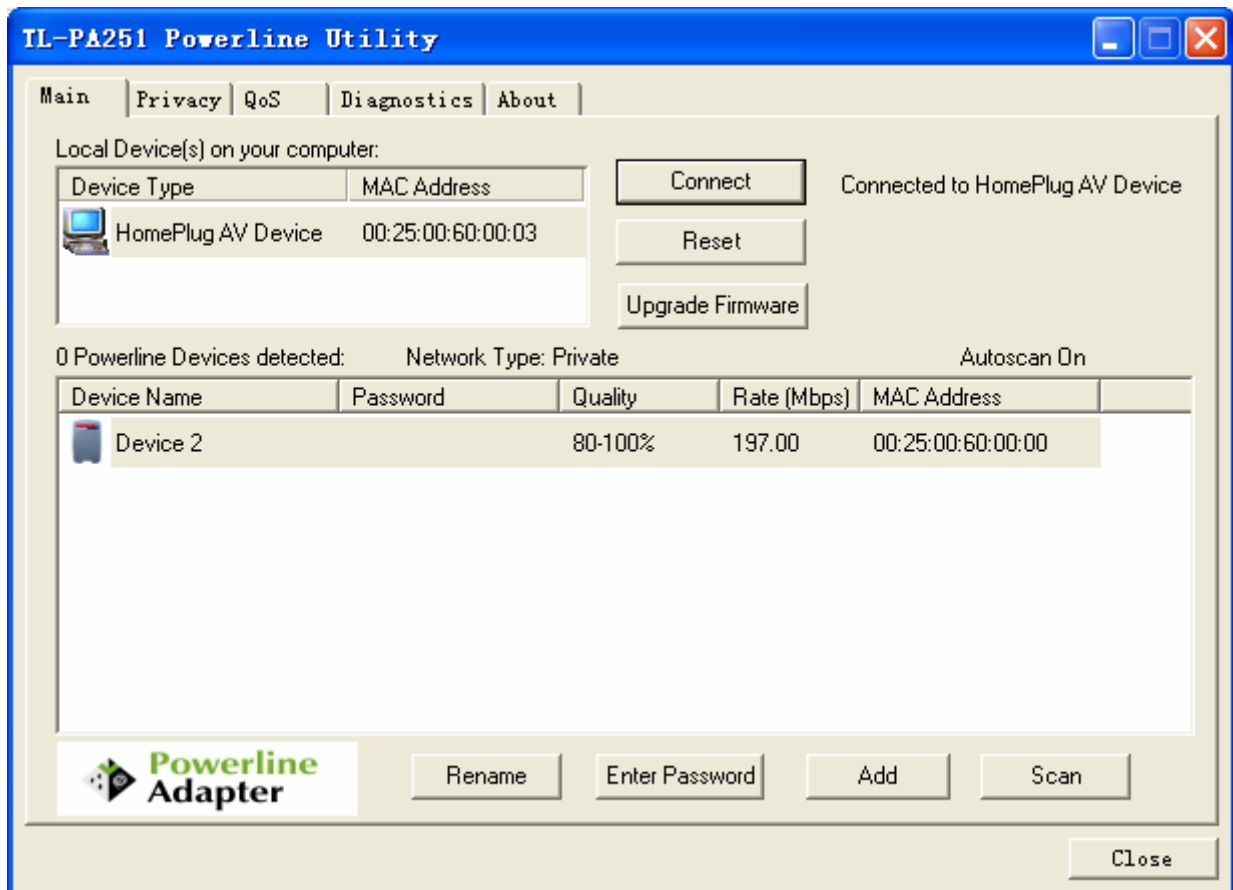 TL-PA251 Powerline Utility
Main Privacy QoS Diagnostics About
Local Device(s) on your computer:
Device Type MAC Address
HomePlug AV Device 00:25:00:60:00:03
Connect
Connected to HomePlug AV Device
Reset
Upgrade Firmware
0 Powerline Devices detected: Network Type: Private Autoscan On
Device Name Password Quality Rate (Mbps) MAC Address
Device 2 80-100% 197.00 00:25:00:60:00:00
Powerline
Adapter
Rename Enter Password Add Scan
Close